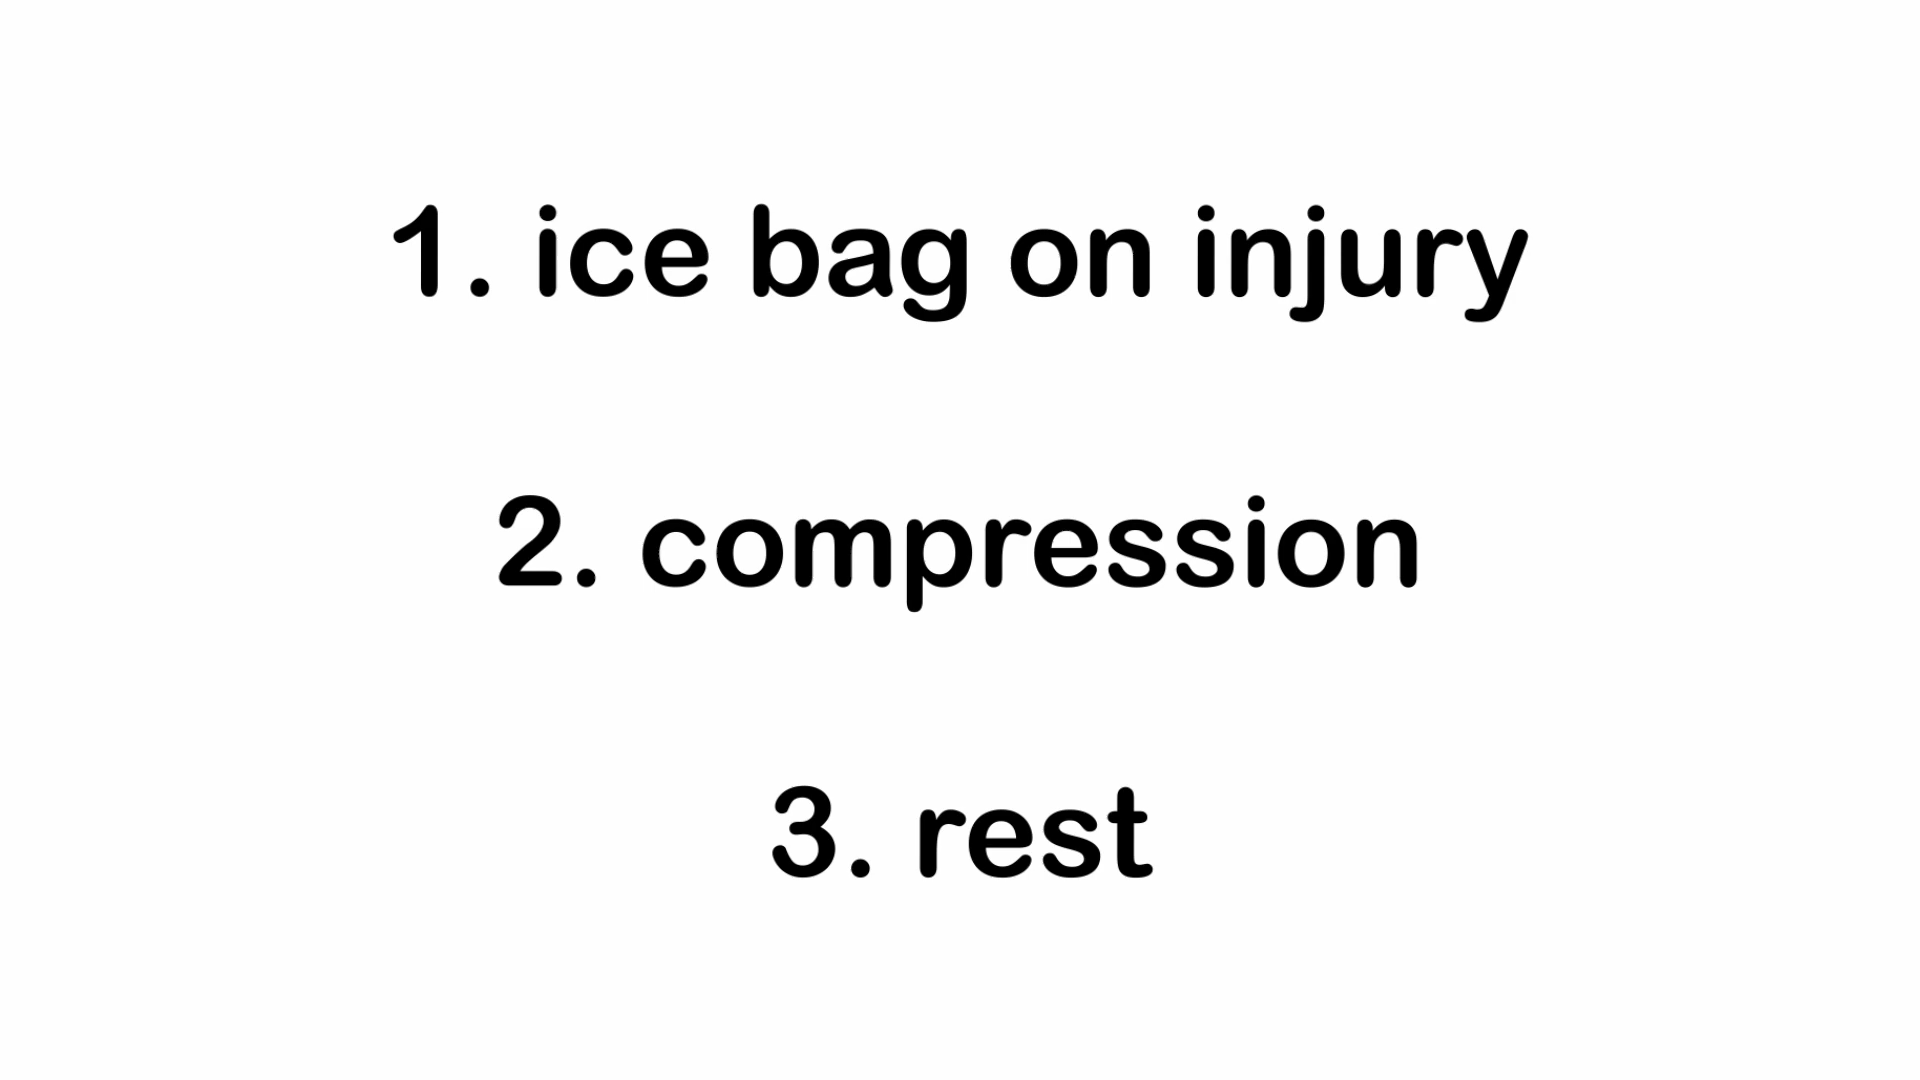 1. ice bag on injury
2. compression
3. rest